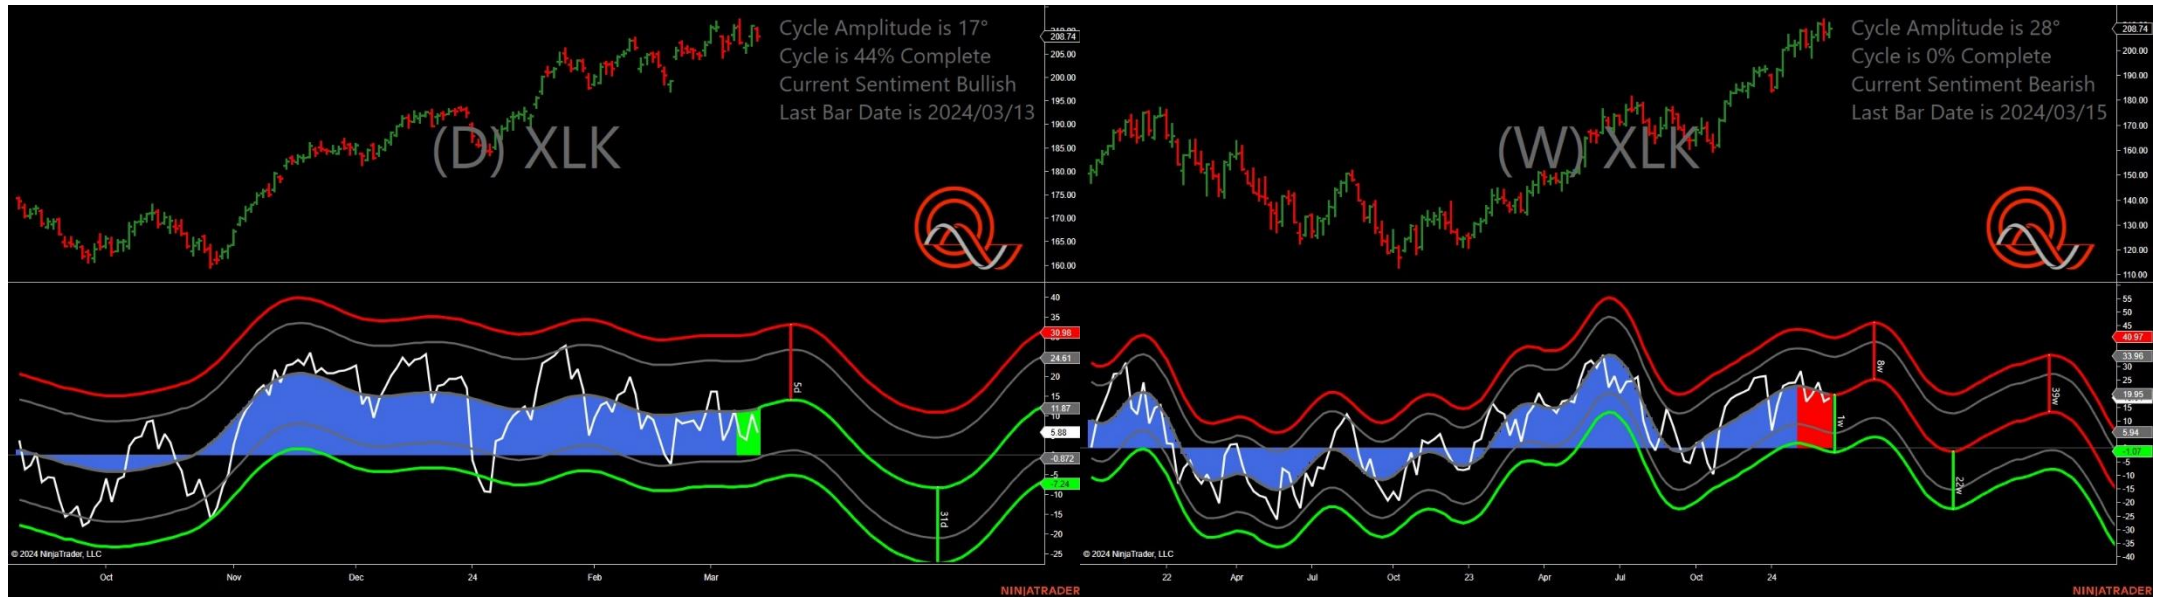 Cycle Amplitude is 17°
Cycle is 44% Complete
Current Sentiment Bullish
Last Bar Date is 2024/03/13
(D) XLK
208.74
205.00
200.00
195.00
190.00
185.00
180.00
175.00
170.00
165.00
160.00
40
35
30.98
24.61
20
15
11.87
10
5.88
-0.872
-7.24
-10
-15
-20
-25
5d
31d
© 2024 NinjaTrader, LLC
Oct
Nov
Dec
24
Feb
Mar
NINJATRADER
Cycle Amplitude is 28°
Cycle is 0% Complete
Current Sentiment Bearish
Last Bar Date is 2024/03/15
(W) XLK
208.74
200.00
190.00
180.00
170.00
160.00
150.00
140.00
130.00
120.00
110.00
55
50
45
40.97
33.96
30
25
19.95
15
10
5.94
-1.07
-5
-10
-15
-20
-25
-30
-35
-40
1w
8w
22w
39w
© 2024 NinjaTrader, LLC
22
Apr
Jul
Oct
23
Apr
Jul
Oct
24
NINJATRADER